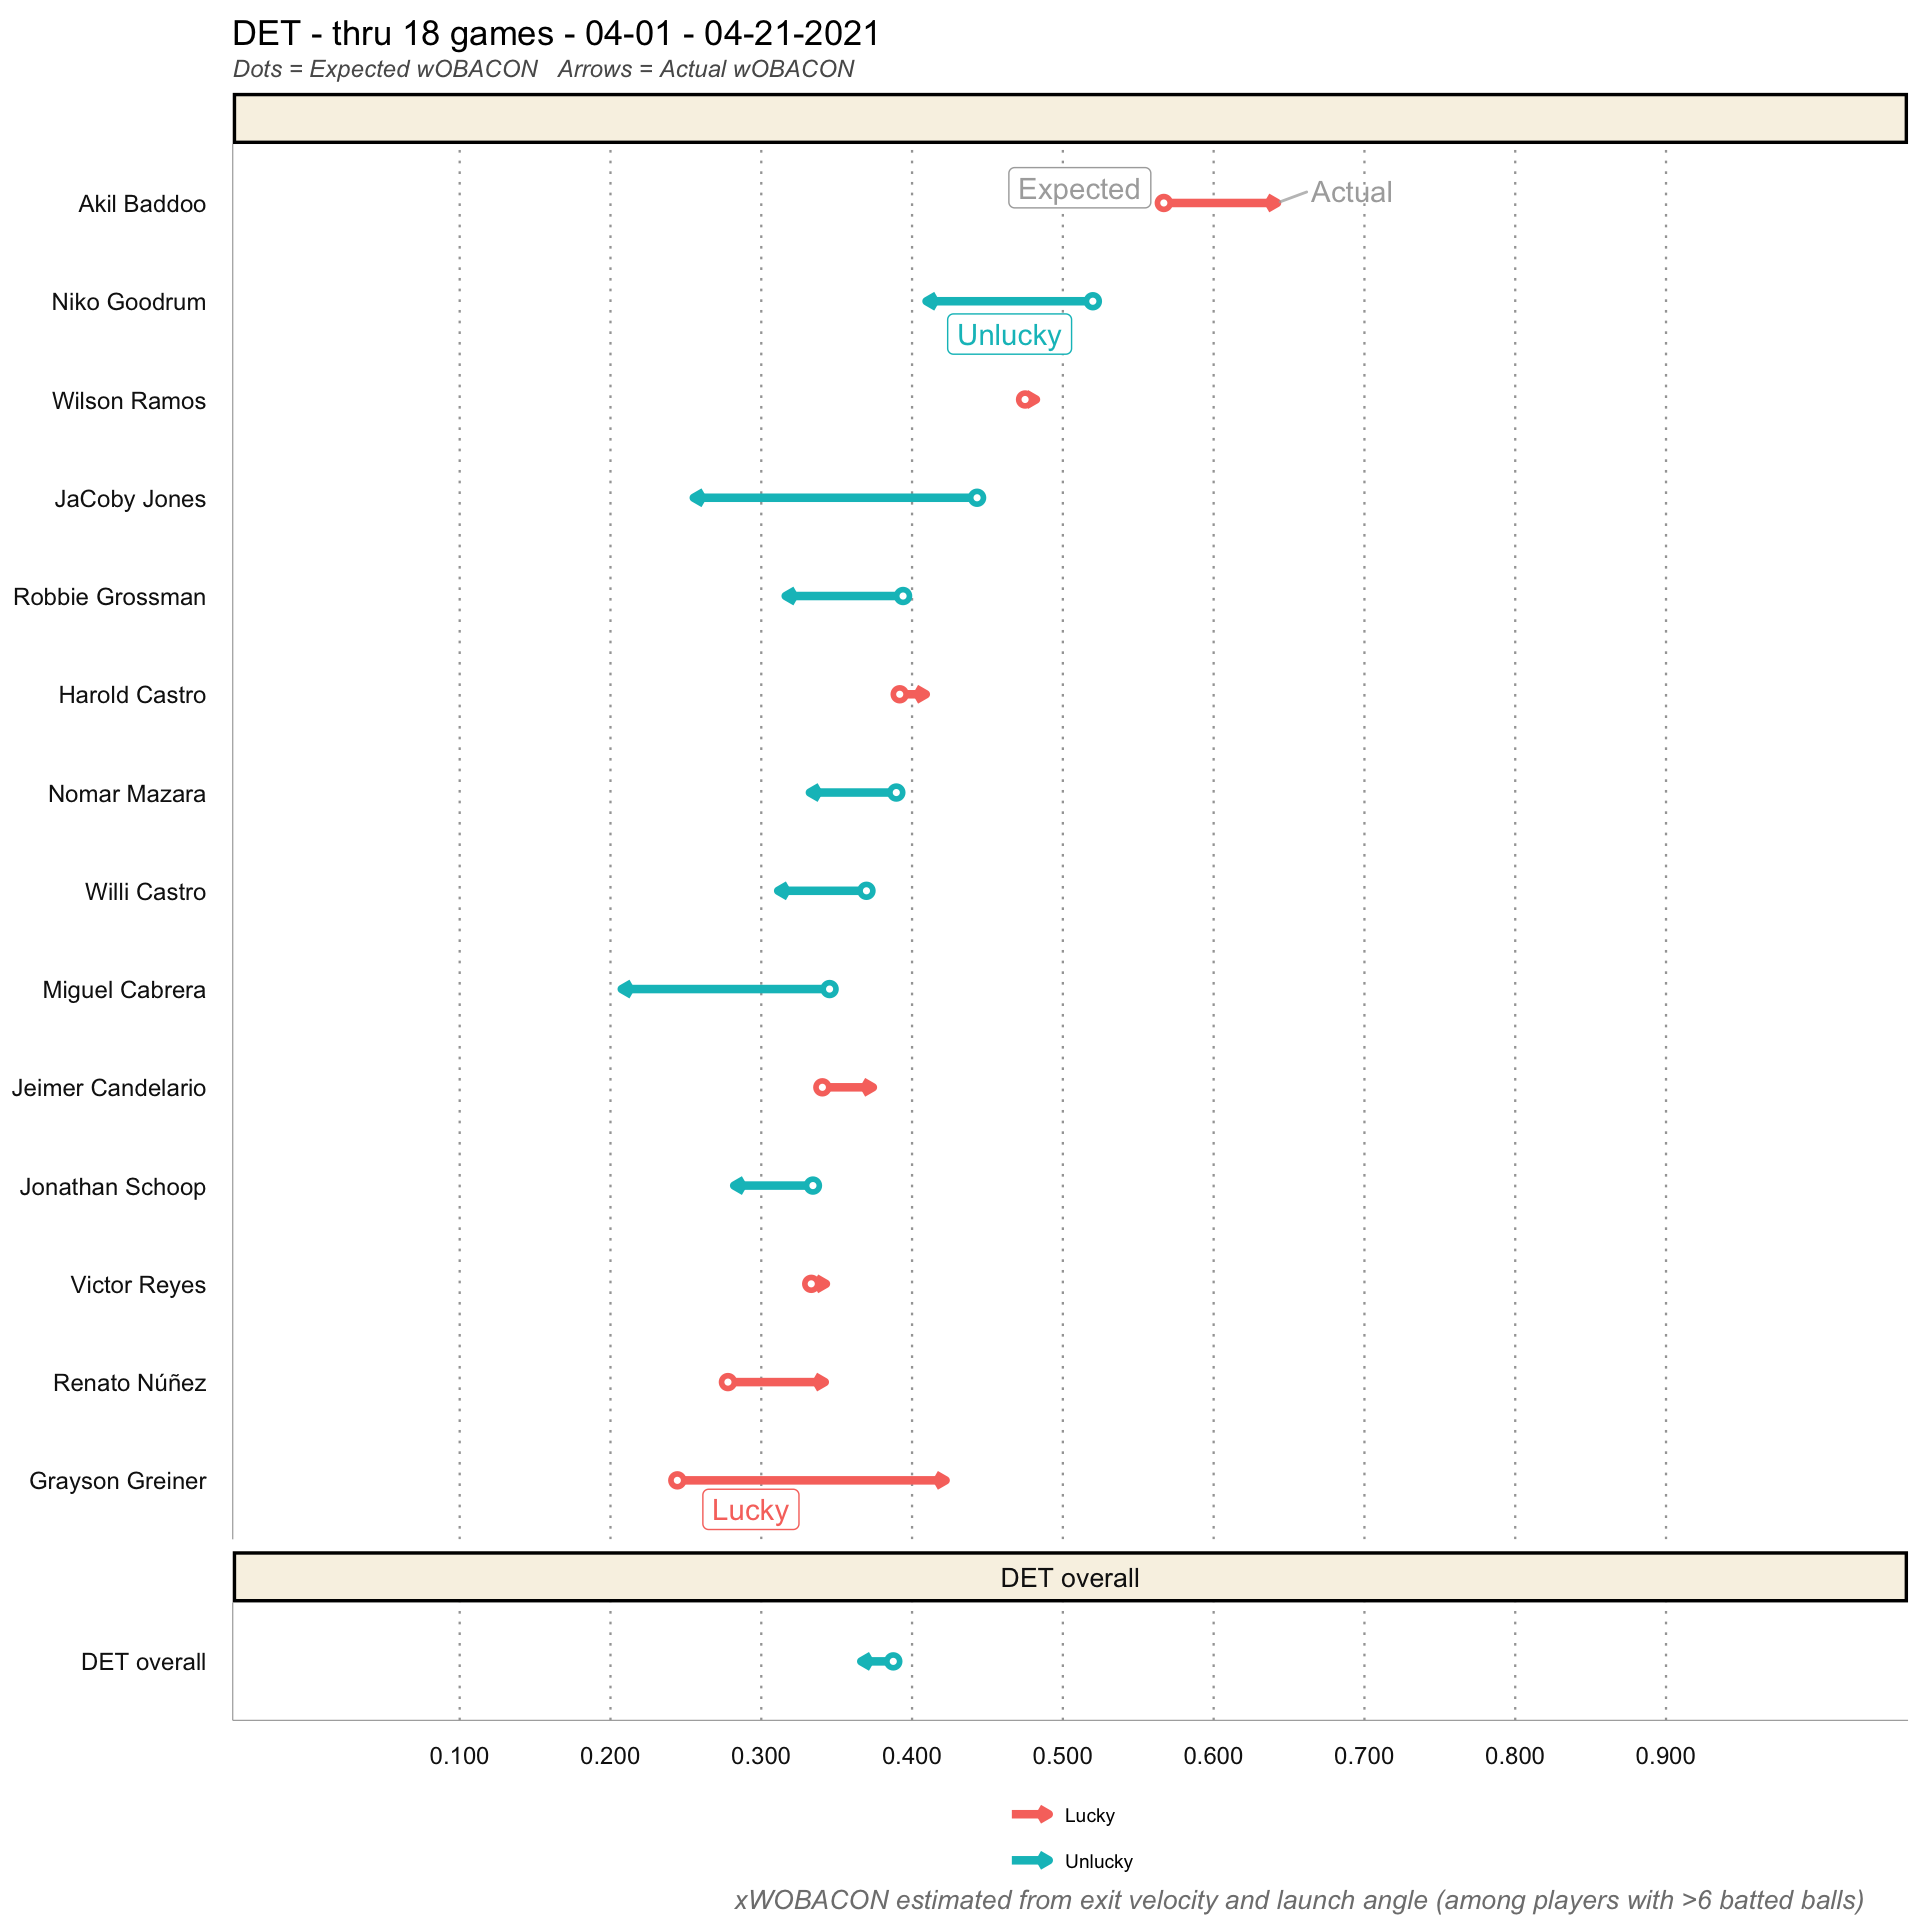 DET - thru 18 games - 04-01 - 04-21-2021
Dots = Expected wOBACON   Arrows = Actual wOBACON
Akil Baddoo
Expected
Actual
Niko Goodrum
Unlucky
Wilson Ramos
JaCoby Jones
Robbie Grossman
Harold Castro
Nomar Mazara
Willi Castro
Miguel Cabrera
Jeimer Candelario
Jonathan Schoop
Victor Reyes
Renato Núñez
Grayson Greiner
Lucky
DET overall
DET overall
0.100 0.200 0.300 0.400 0.500 0.600 0.700 0.800 0.900
Lucky
Unlucky
xWOBACON estimated from exit velocity and launch angle (among players with >6 batted balls)